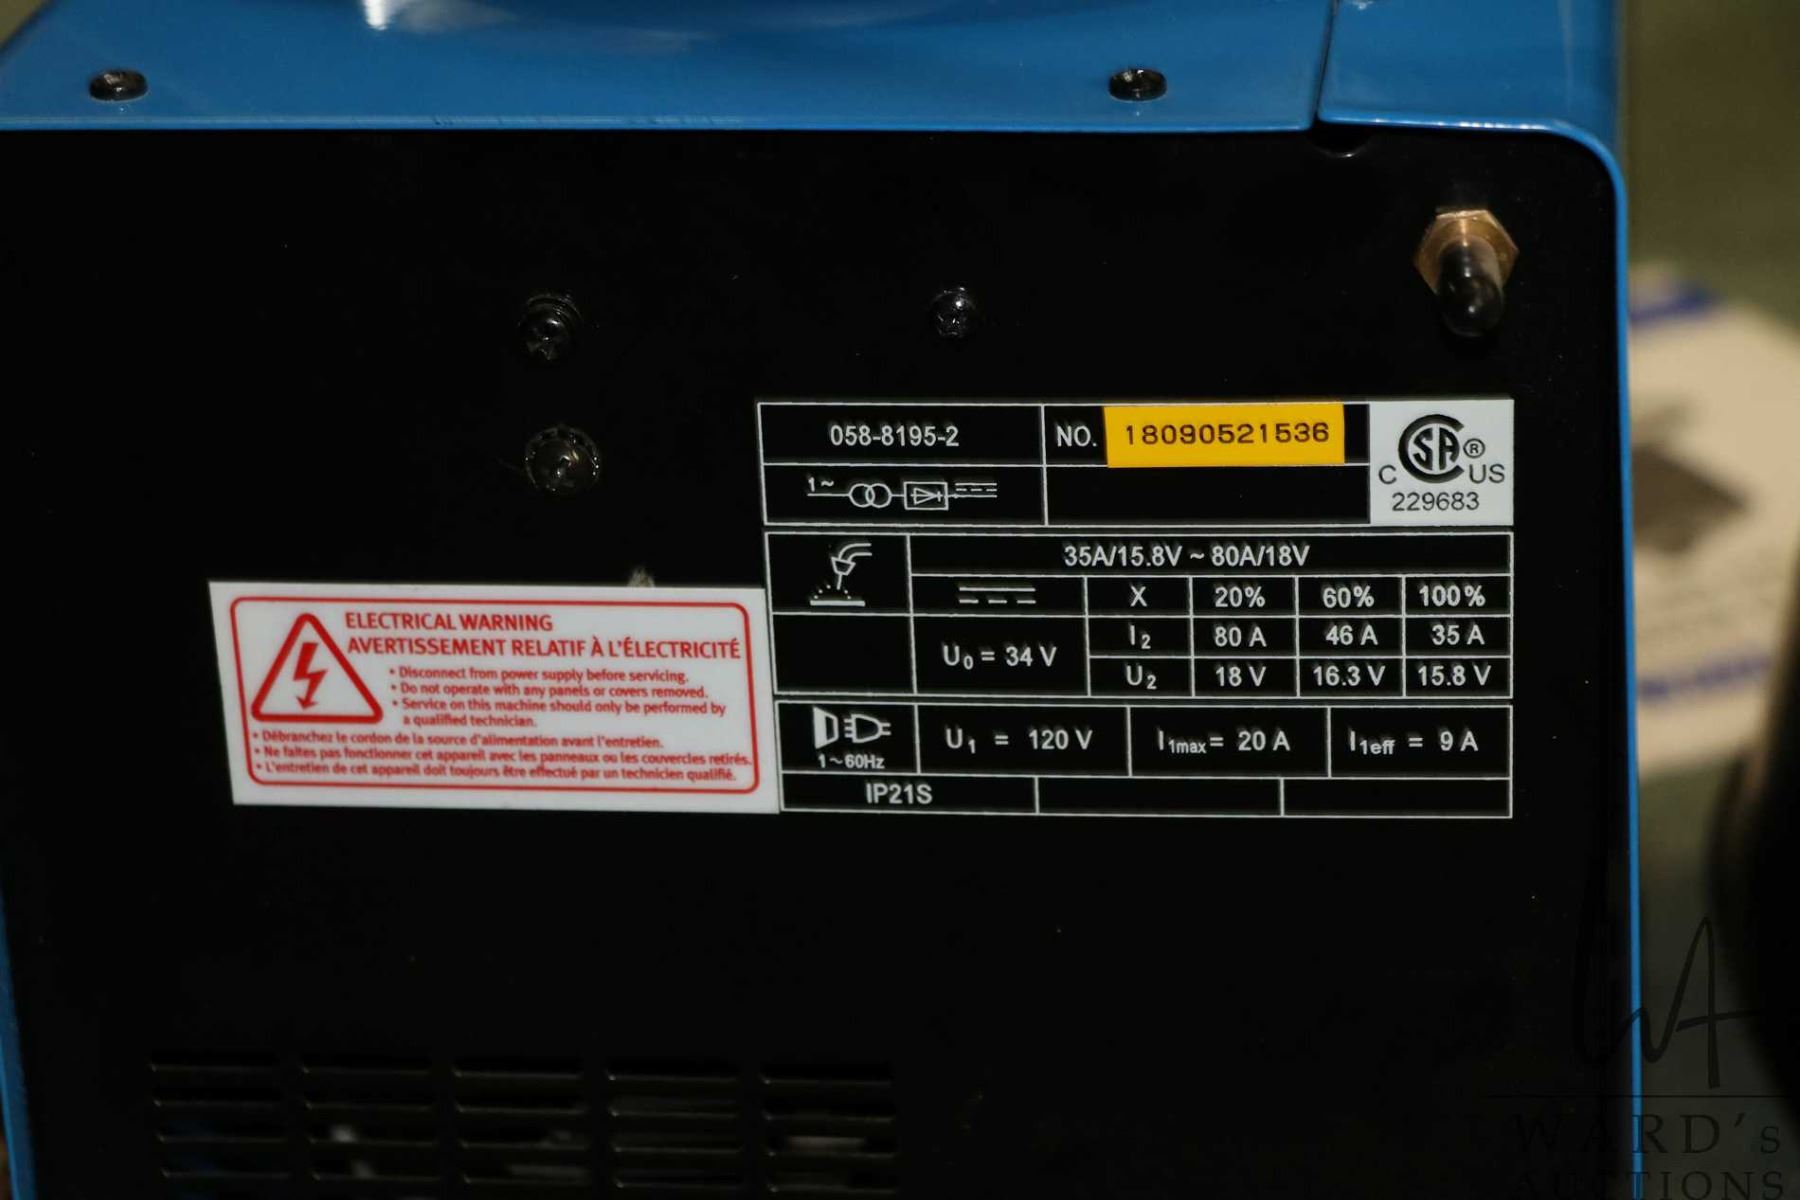 058-8195-2 NO. 18090521536
C SA ® US
229683
1~
35A/15.8V ~ 80A/18V
X 20% 60% 100%
U0 = 34 V
I2 80 A 46 A 35 A
U2 18 V 16.3 V 15.8 V
U1 = 120 V I1max = 20 A I1eff = 9 A
1~60Hz
IP21S
ELECTRICAL WARNING
AVERTISSEMENT RELATIF À L'ÉLECTRICITÉ
• Disconnect from power supply before servicing.
• Do not operate with any panels or covers removed.
• Service on this machine should only be performed by
a qualified technician.
• Débranchez le cordon de la source d'alimentation avant l'entretien.
• Ne faites pas fonctionner cet appareil avec les panneaux ou les couvercles retirés.
• L'entretien de cet appareil doit toujours être effectué par un technicien qualifié.
WA
WARD's
AUCTIONS